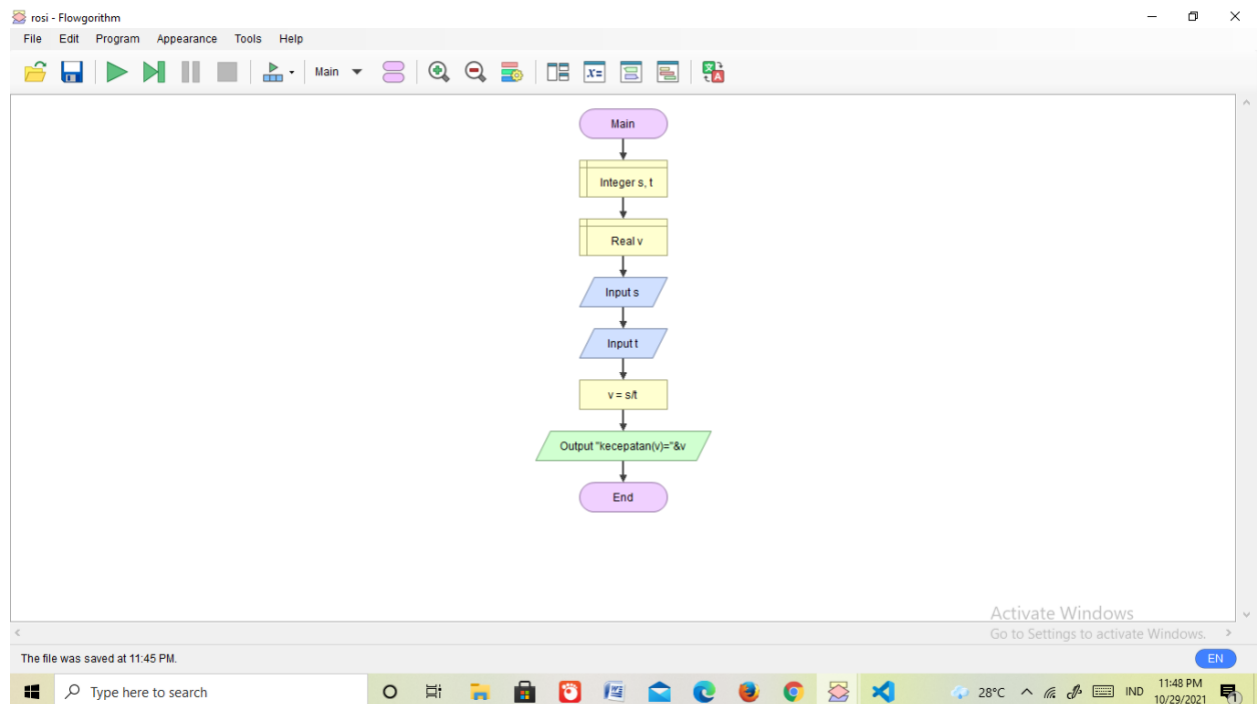 rosi - Flowgorithm
File Edit Program Appearance Tools Help
Main
x=
Main
Integer s, t
Real v
Input s
Input t
v = s/t
Output "kecepatan(v)="&v
End
Activate Windows
Go to Settings to activate Windows.
The file was saved at 11:45 PM.
EN
Type here to search
28°C
IND
11:48 PM
10/29/2021
1